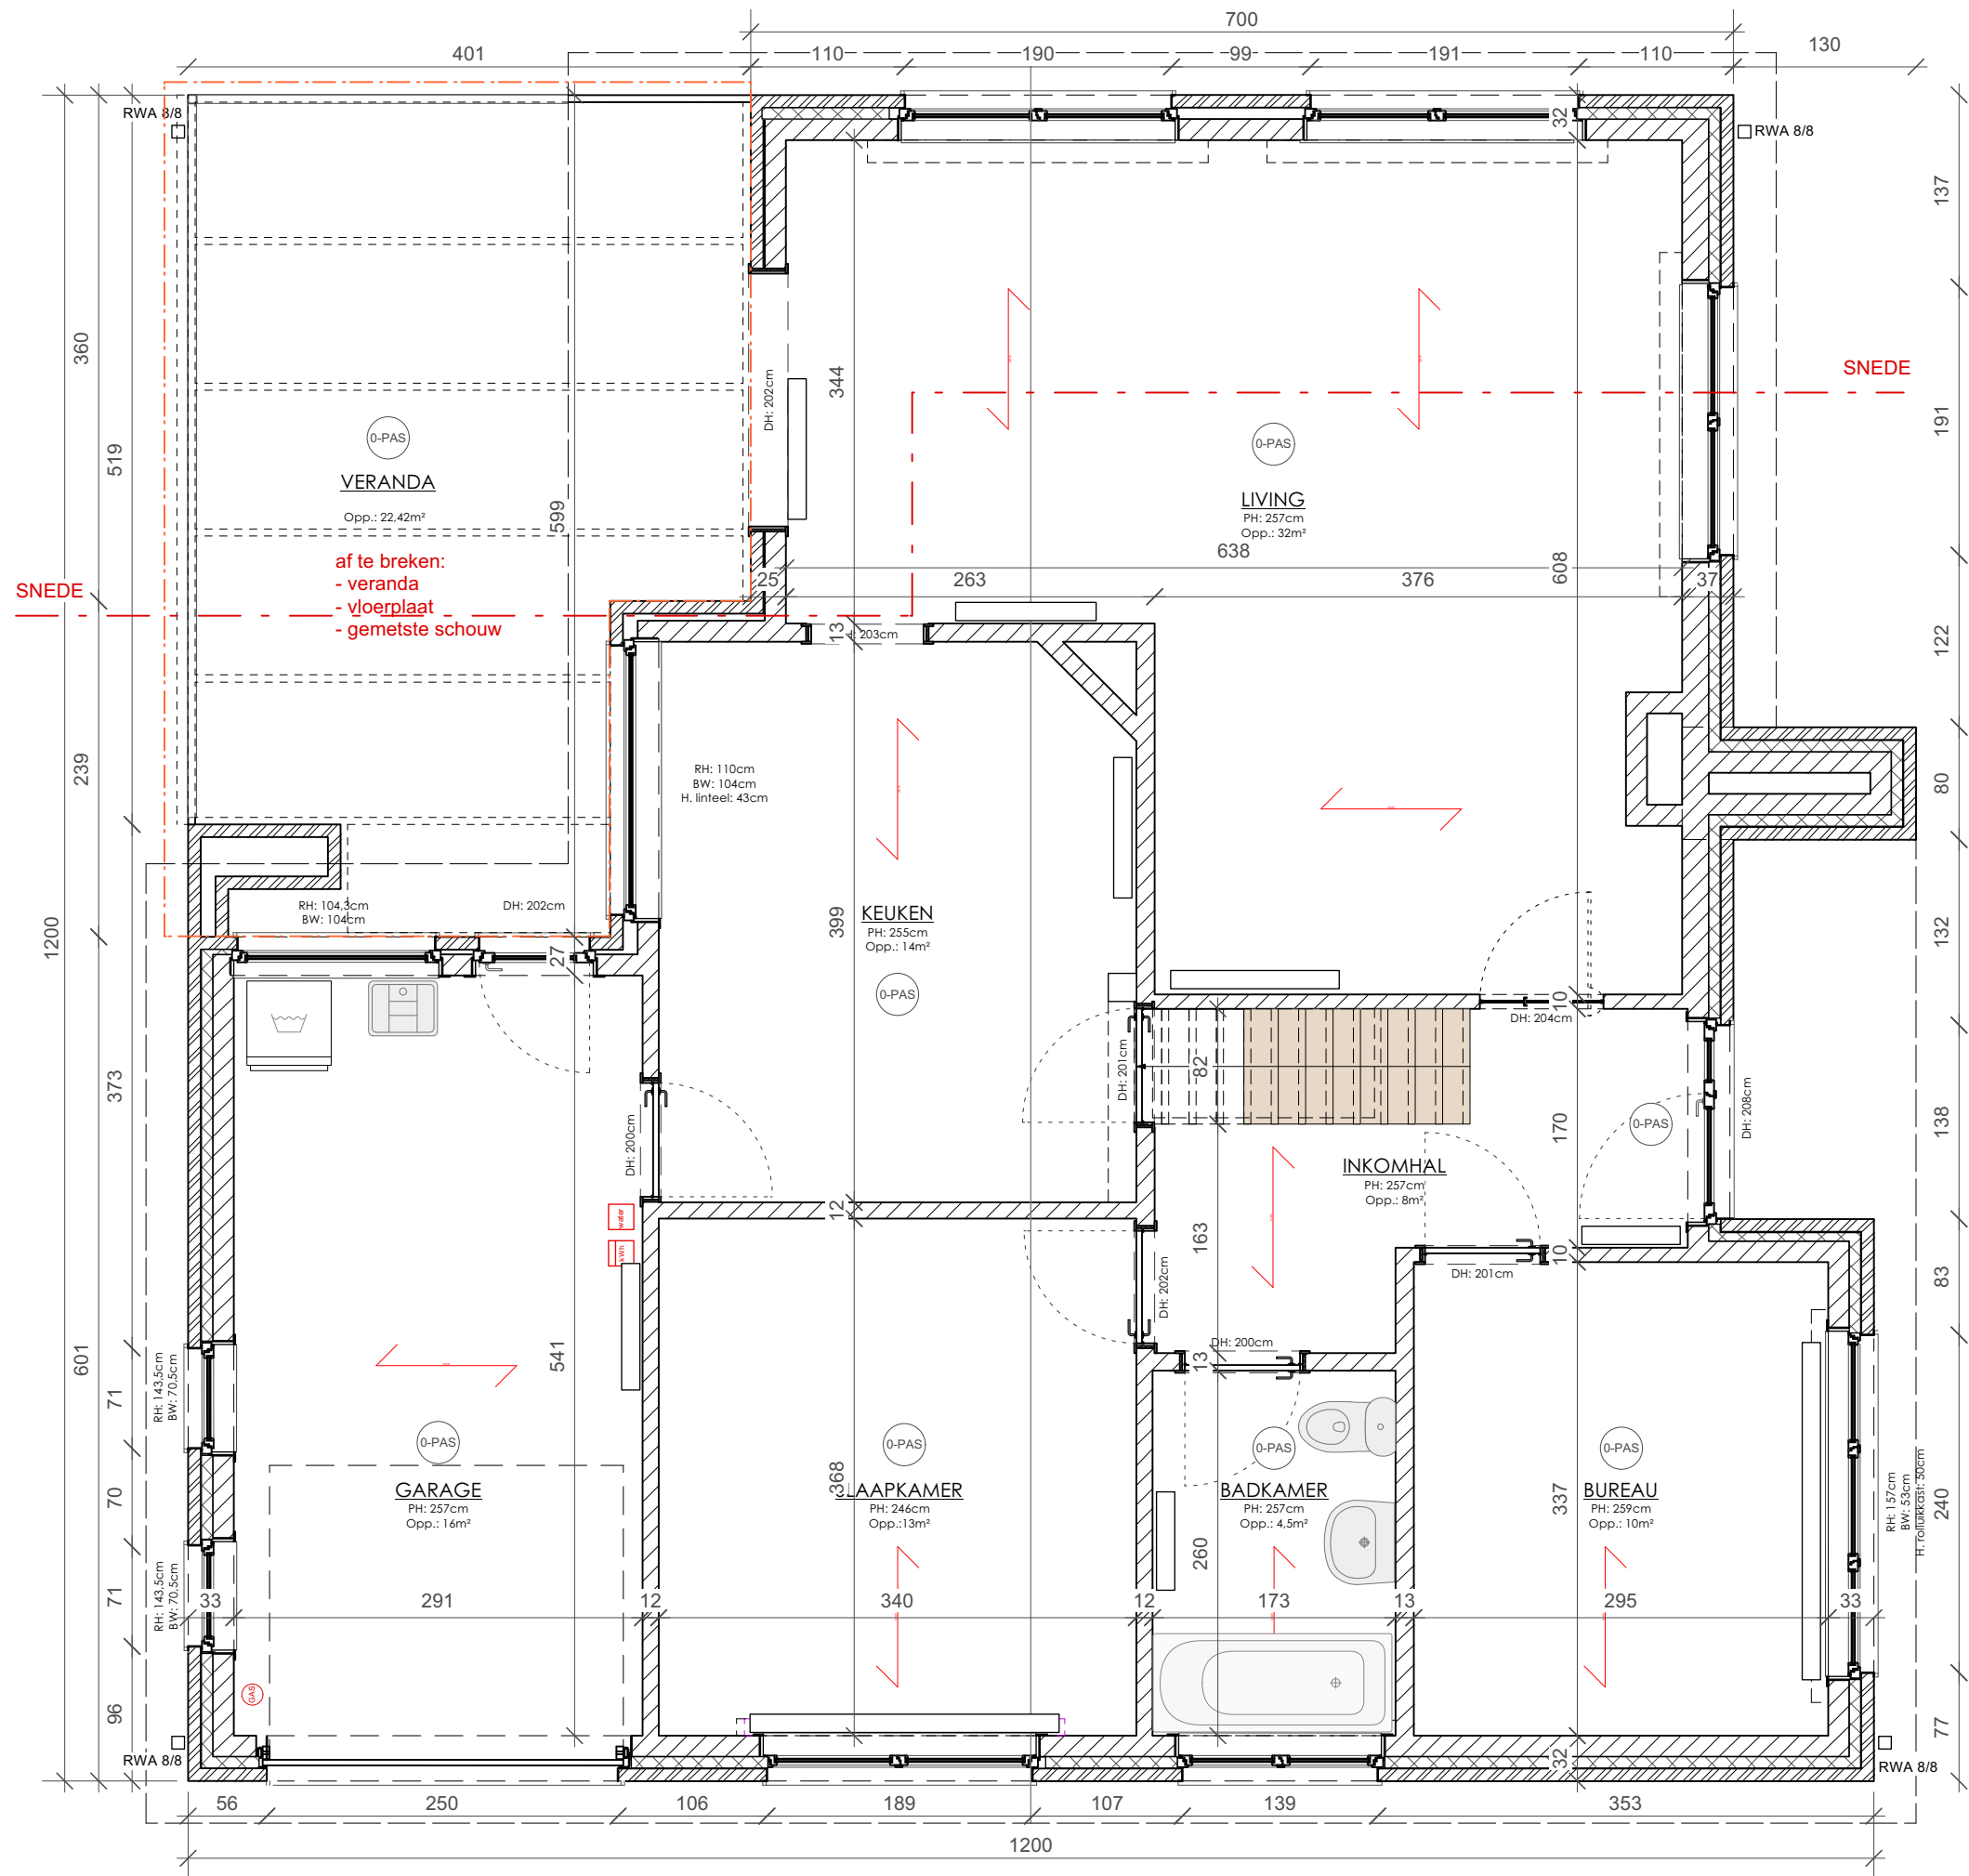 700
401
110
190
99
191
110
130
RWA 8/8
RWA 8/8
32
137
360
519
344
DH: 202cm
SNEDE
191
0-PAS
VERANDA
Opp.: 22,42m²
599
0-PAS
LIVING
PH: 257cm
Opp.: 32m²
638
608
af te breken:
- veranda
- vloerplaat
- gemetste schouw
SNEDE
25
263
376
37
13
203cm
122
239
RH: 110cm
BW: 104cm
H. linteel: 43cm
80
1200
RH: 104,3cm
BW: 104cm
DH: 202cm
399
KEUKEN
PH: 255cm
Opp.: 14m²
0-PAS
132
27
10
DH: 204cm
373
DH: 201cm
82
DH: 200cm
170
0-PAS
DH: 208cm
138
INKOMHAL
PH: 257cm
Opp.: 8m²
12
water
kWh
163
DH: 202cm
10
DH: 201cm
83
601
541
DH: 200cm
13
71
RH: 143,5cm
BW: 70,5cm
0-PAS
GARAGE
PH: 257cm
Opp.: 16m²
0-PAS
368
LAAPKAMER
PH: 246cm
Opp.:13m²
0-PAS
BADKAMER
PH: 257cm
Opp.: 4,5m²
0-PAS
BUREAU
PH: 259cm
Opp.: 10m²
337
70
240
RH: 157cm
BW: 53cm
H. rolluikkast: 50cm
260
71
RH: 143,5cm
BW: 70,5cm
33
291
12
340
12
173
13
295
33
GAS
96
77
RWA 8/8
32
RWA 8/8
56
250
106
189
107
139
353
1200